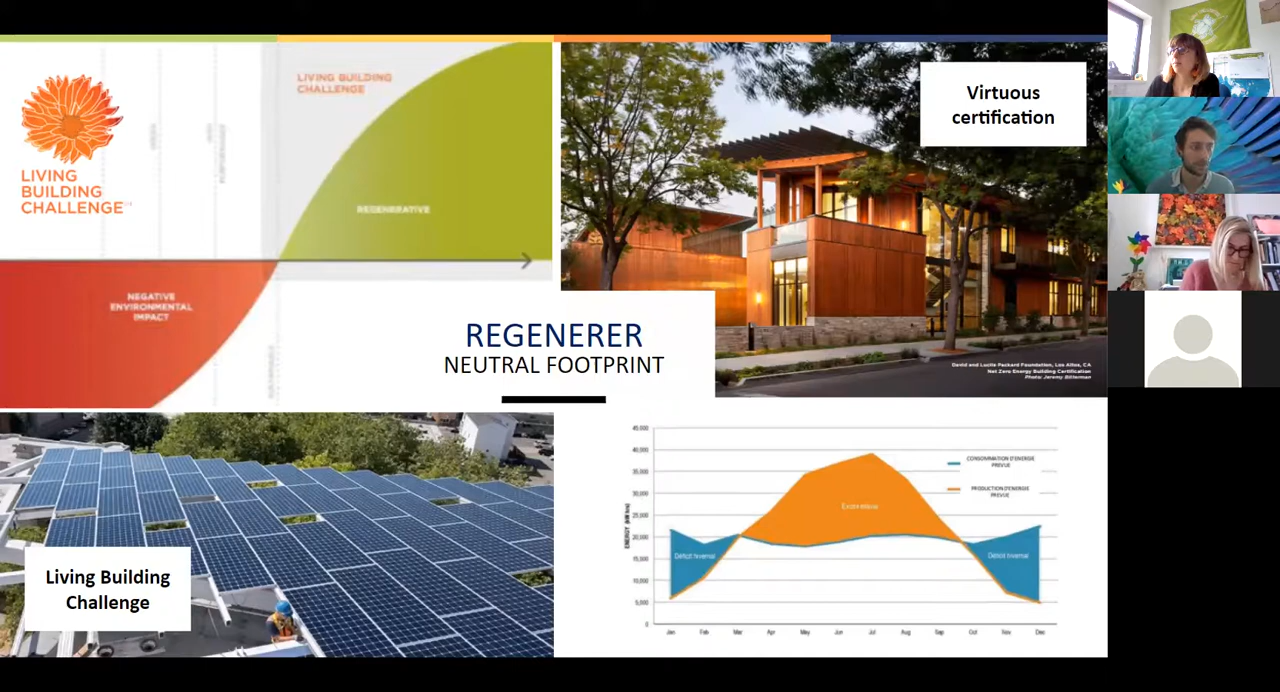 LIVING
BUILDING
CHALLENGE
LIVING BUILDING
CHALLENGE
REGENERATIVE
NEGATIVE
ENVIRONMENTAL
IMPACT
Virtuous
certification
David and Lucile Packard Foundation, Los Altos, CA
Net Zero Energy Building Certification
Photo: Jeremy Bitterman
REGENERER
NEUTRAL FOOTPRINT
Living Building
Challenge
ENERGY
45,000
40,000
35,000
30,000
25,000
20,000
15,000
10,000
5,000
0
CONSOMMATION D'ENERGIE
PREVUE
PRODUCTION D'ENERGIE
PREVUE
Déficit hivernal
Déficit hivernal
Jan Feb Mar Apr May Jun Jul Aug Sep Oct Nov Dec